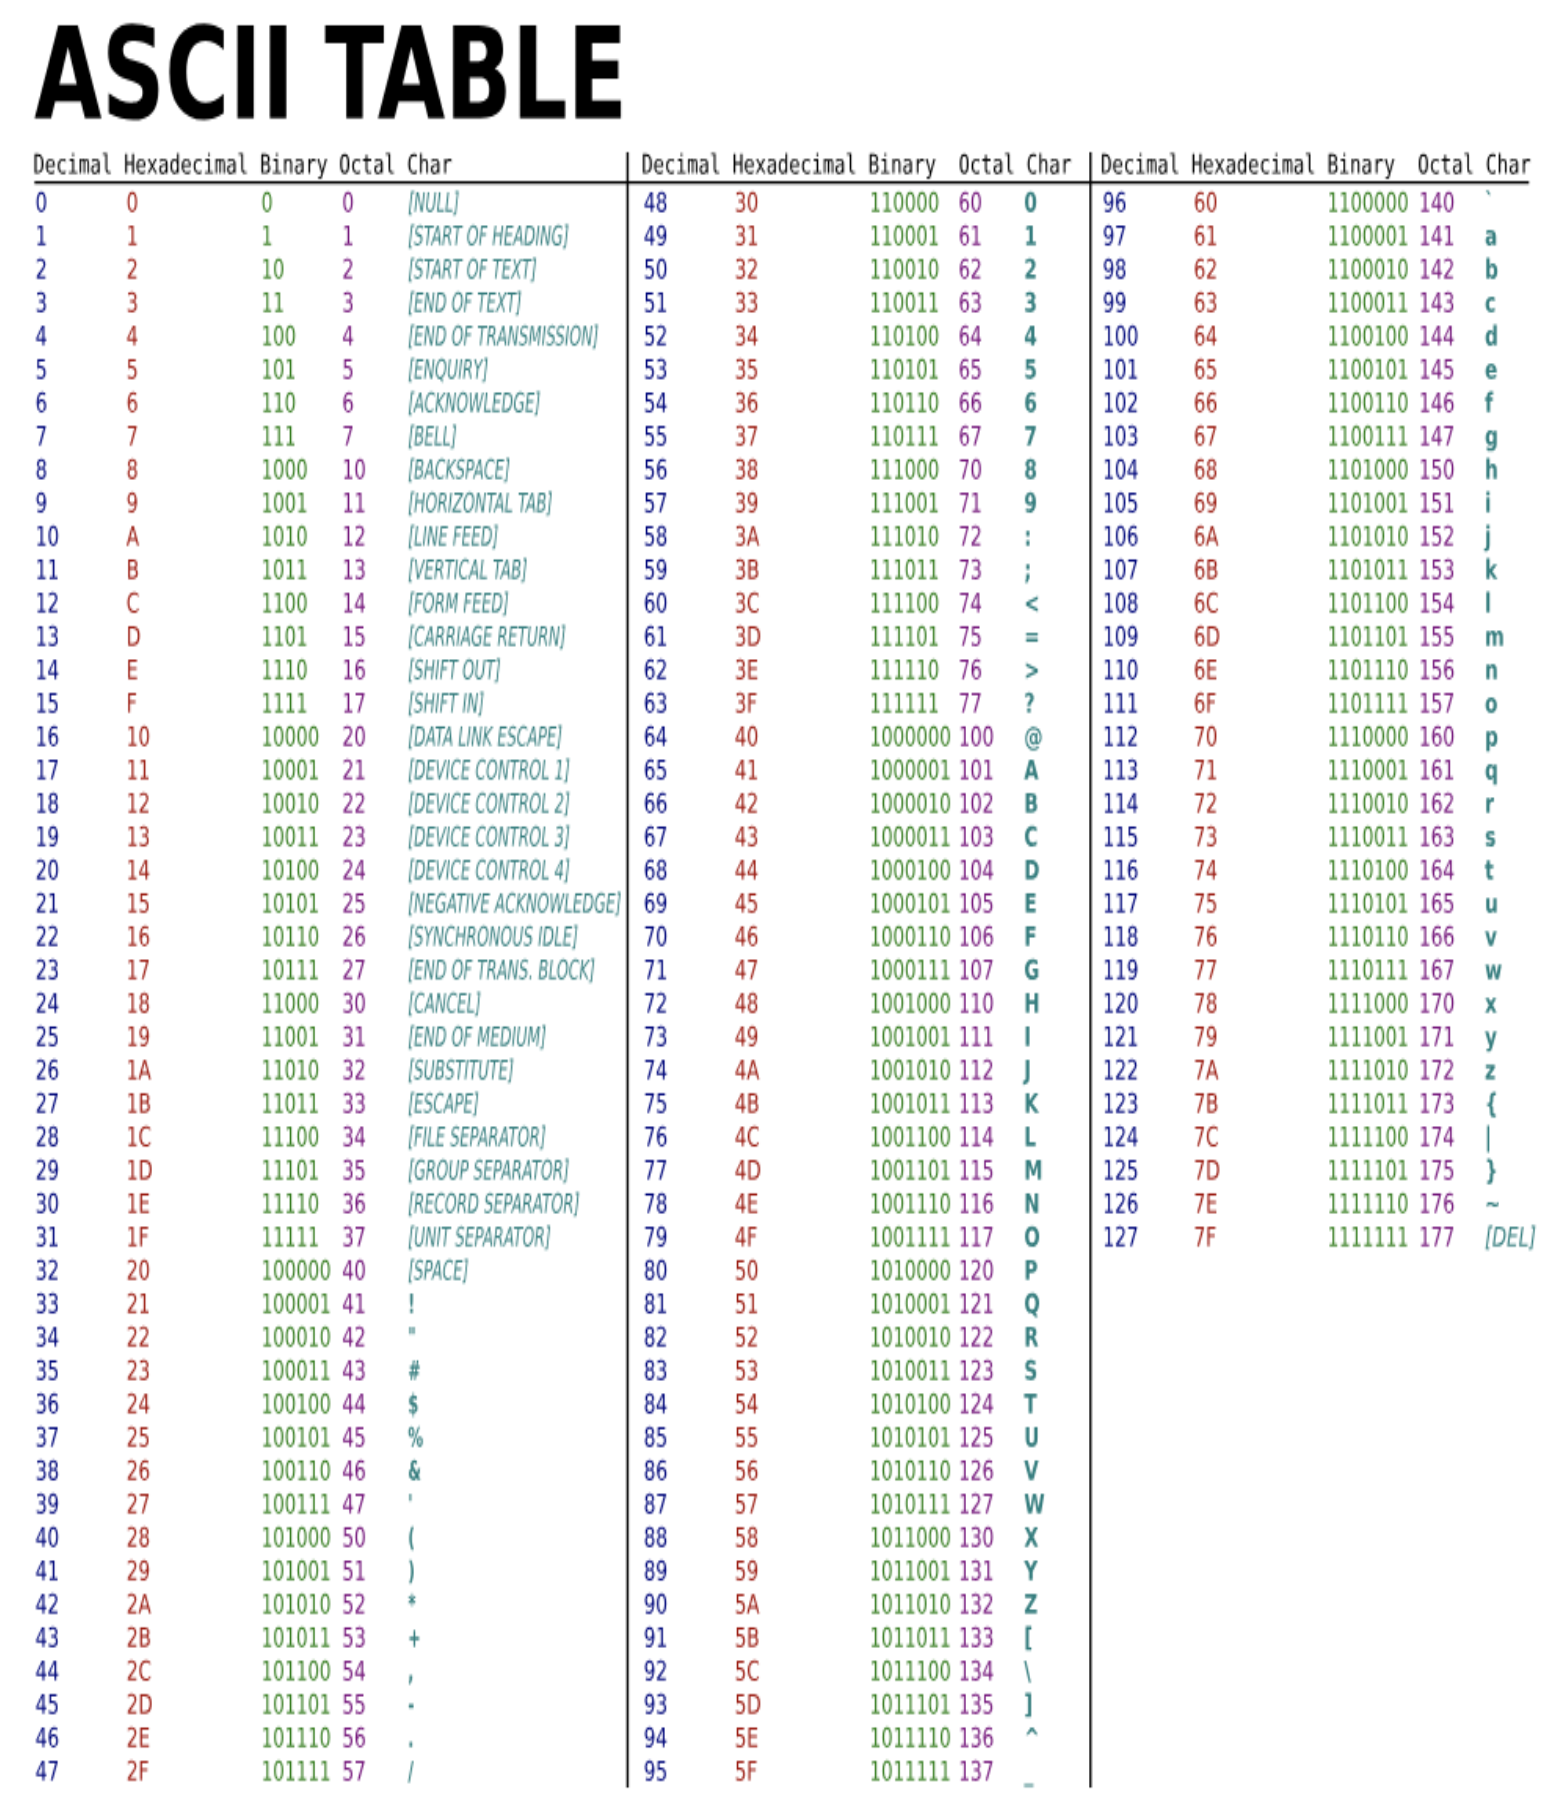 ASCII TABLE
Decimal Hexadecimal Binary Octal Char Decimal Hexadecimal Binary Octal Char Decimal Hexadecimal Binary Octal Char
0 0 0 0 [NULL] 48 30 110000 60 0 96 60 1100000 140 `
1 1 1 1 [START OF HEADING] 49 31 110001 61 1 97 61 1100001 141 a
2 2 10 2 [START OF TEXT] 50 32 110010 62 2 98 62 1100010 142 b
3 3 11 3 [END OF TEXT] 51 33 110011 63 3 99 63 1100011 143 c
4 4 100 4 [END OF TRANSMISSION] 52 34 110100 64 4 100 64 1100100 144 d
5 5 101 5 [ENQUIRY] 53 35 110101 65 5 101 65 1100101 145 e
6 6 110 6 [ACKNOWLEDGE] 54 36 110110 66 6 102 66 1100110 146 f
7 7 111 7 [BELL] 55 37 110111 67 7 103 67 1100111 147 g
8 8 1000 10 [BACKSPACE] 56 38 111000 70 8 104 68 1101000 150 h
9 9 1001 11 [HORIZONTAL TAB] 57 39 111001 71 9 105 69 1101001 151 i
10 A 1010 12 [LINE FEED] 58 3A 111010 72 : 106 6A 1101010 152 j
11 B 1011 13 [VERTICAL TAB] 59 3B 111011 73 ; 107 6B 1101011 153 k
12 C 1100 14 [FORM FEED] 60 3C 111100 74 < 108 6C 1101100 154 l
13 D 1101 15 [CARRIAGE RETURN] 61 3D 111101 75 = 109 6D 1101101 155 m
14 E 1110 16 [SHIFT OUT] 62 3E 111110 76 > 110 6E 1101110 156 n
15 F 1111 17 [SHIFT IN] 63 3F 111111 77 ? 111 6F 1101111 157 o
16 10 10000 20 [DATA LINK ESCAPE] 64 40 1000000 100 @ 112 70 1110000 160 p
17 11 10001 21 [DEVICE CONTROL 1] 65 41 1000001 101 A 113 71 1110001 161 q
18 12 10010 22 [DEVICE CONTROL 2] 66 42 1000010 102 B 114 72 1110010 162 r
19 13 10011 23 [DEVICE CONTROL 3] 67 43 1000011 103 C 115 73 1110011 163 s
20 14 10100 24 [DEVICE CONTROL 4] 68 44 1000100 104 D 116 74 1110100 164 t
21 15 10101 25 [NEGATIVE ACKNOWLEDGE] 69 45 1000101 105 E 117 75 1110101 165 u
22 16 10110 26 [SYNCHRONOUS IDLE] 70 46 1000110 106 F 118 76 1110110 166 v
23 17 10111 27 [END OF TRANS. BLOCK] 71 47 1000111 107 G 119 77 1110111 167 w
24 18 11000 30 [CANCEL] 72 48 1001000 110 H 120 78 1111000 170 x
25 19 11001 31 [END OF MEDIUM] 73 49 1001001 111 I 121 79 1111001 171 y
26 1A 11010 32 [SUBSTITUTE] 74 4A 1001010 112 J 122 7A 1111010 172 z
27 1B 11011 33 [ESCAPE] 75 4B 1001011 113 K 123 7B 1111011 173 {
28 1C 11100 34 [FILE SEPARATOR] 76 4C 1001100 114 L 124 7C 1111100 174 |
29 1D 11101 35 [GROUP SEPARATOR] 77 4D 1001101 115 M 125 7D 1111101 175 }
30 1E 11110 36 [RECORD SEPARATOR] 78 4E 1001110 116 N 126 7E 1111110 176 ~
31 1F 11111 37 [UNIT SEPARATOR] 79 4F 1001111 117 O 127 7F 1111111 177 [DEL]
32 20 100000 40 [SPACE] 80 50 1010000 120 P
33 21 100001 41 ! 81 51 1010001 121 Q
34 22 100010 42 " 82 52 1010010 122 R
35 23 100011 43 # 83 53 1010011 123 S
36 24 100100 44 $ 84 54 1010100 124 T
37 25 100101 45 % 85 55 1010101 125 U
38 26 100110 46 & 86 56 1010110 126 V
39 27 100111 47 ' 87 57 1010111 127 W
40 28 101000 50 ( 88 58 1011000 130 X
41 29 101001 51 ) 89 59 1011001 131 Y
42 2A 101010 52 * 90 5A 1011010 132 Z
43 2B 101011 53 + 91 5B 1011011 133 [
44 2C 101100 54 , 92 5C 1011100 134 \
45 2D 101101 55 - 93 5D 1011101 135 ]
46 2E 101110 56 . 94 5E 1011110 136 ^
47 2F 101111 57 / 95 5F 1011111 137 _